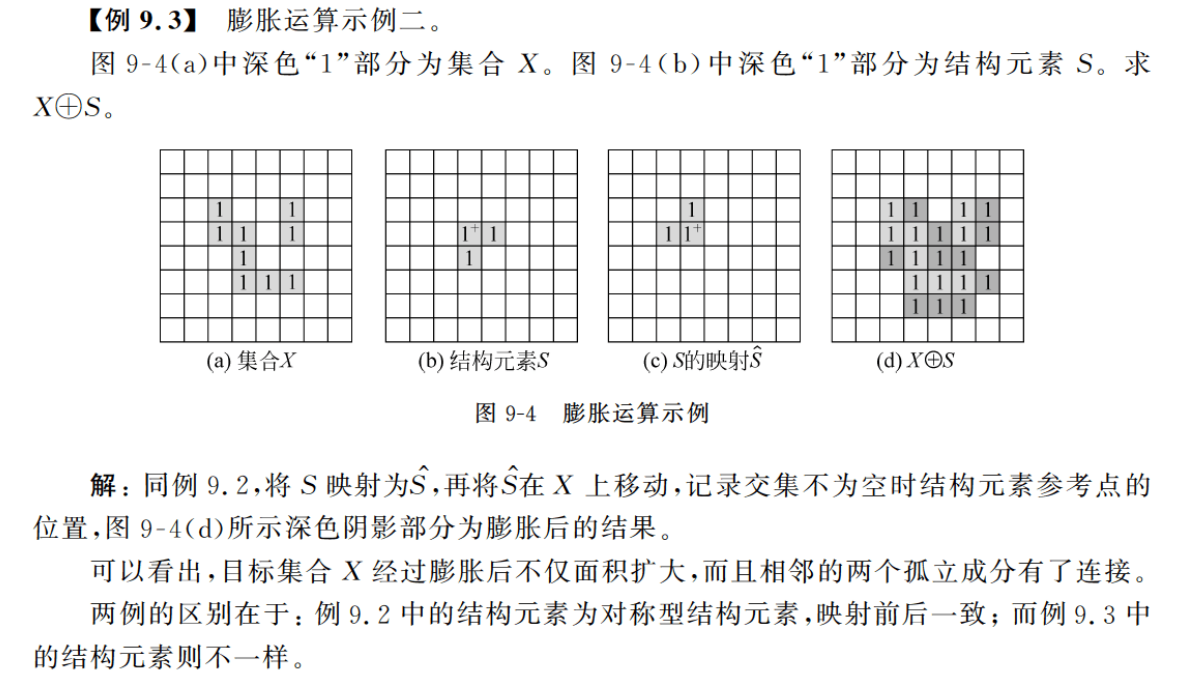 【例 9.3】 膨胀运算示例二。
图 9-4(a)中深色“1”部分为集合 X。图 9-4(b)中深色“1”部分为结构元素 S。求
X⊕S。
1 1 1 1 1 1 1
1 1 1 1⁺ 1 1 1⁺ 1 1 1 1 1
1 1 1 1 1 1
1 1 1 1 1 1 1
1 1 1
(a) 集合X (b) 结构元素S (c) S的映射Ŝ (d) X⊕S
图 9-4 膨胀运算示例
解：同例 9.2,将 S 映射为Ŝ,再将Ŝ在 X 上移动,记录交集不为空时结构元素参考点的
位置,图 9-4(d)所示深色阴影部分为膨胀后的结果。
可以看出,目标集合 X 经过膨胀后不仅面积扩大,而且相邻的两个孤立成分有了连接。
两例的区别在于：例 9.2 中的结构元素为对称型结构元素,映射前后一致；而例 9.3 中
的结构元素则不一样。